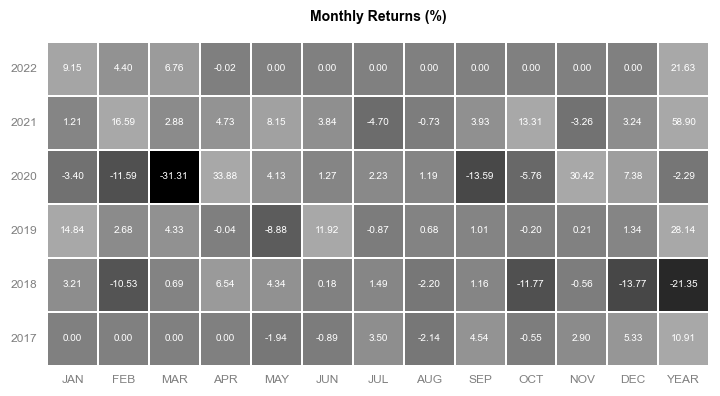 Monthly Returns (%)
2022 9.15 4.40 6.76 -0.02 0.00 0.00 0.00 0.00 0.00 0.00 0.00 0.00 21.63
2021 1.21 16.59 2.88 4.73 8.15 3.84 -4.70 -0.73 3.93 13.31 -3.26 3.24 58.90
2020 -3.40 -11.59 -31.31 33.88 4.13 1.27 2.23 1.19 -13.59 -5.76 30.42 7.38 -2.29
2019 14.84 2.68 4.33 -0.04 -8.88 11.92 -0.87 0.68 1.01 -0.20 0.21 1.34 28.14
2018 3.21 -10.53 0.69 6.54 4.34 0.18 1.49 -2.20 1.16 -11.77 -0.56 -13.77 -21.35
2017 0.00 0.00 0.00 0.00 -1.94 -0.89 3.50 -2.14 4.54 -0.55 2.90 5.33 10.91
JAN FEB MAR APR MAY JUN JUL AUG SEP OCT NOV DEC YEAR